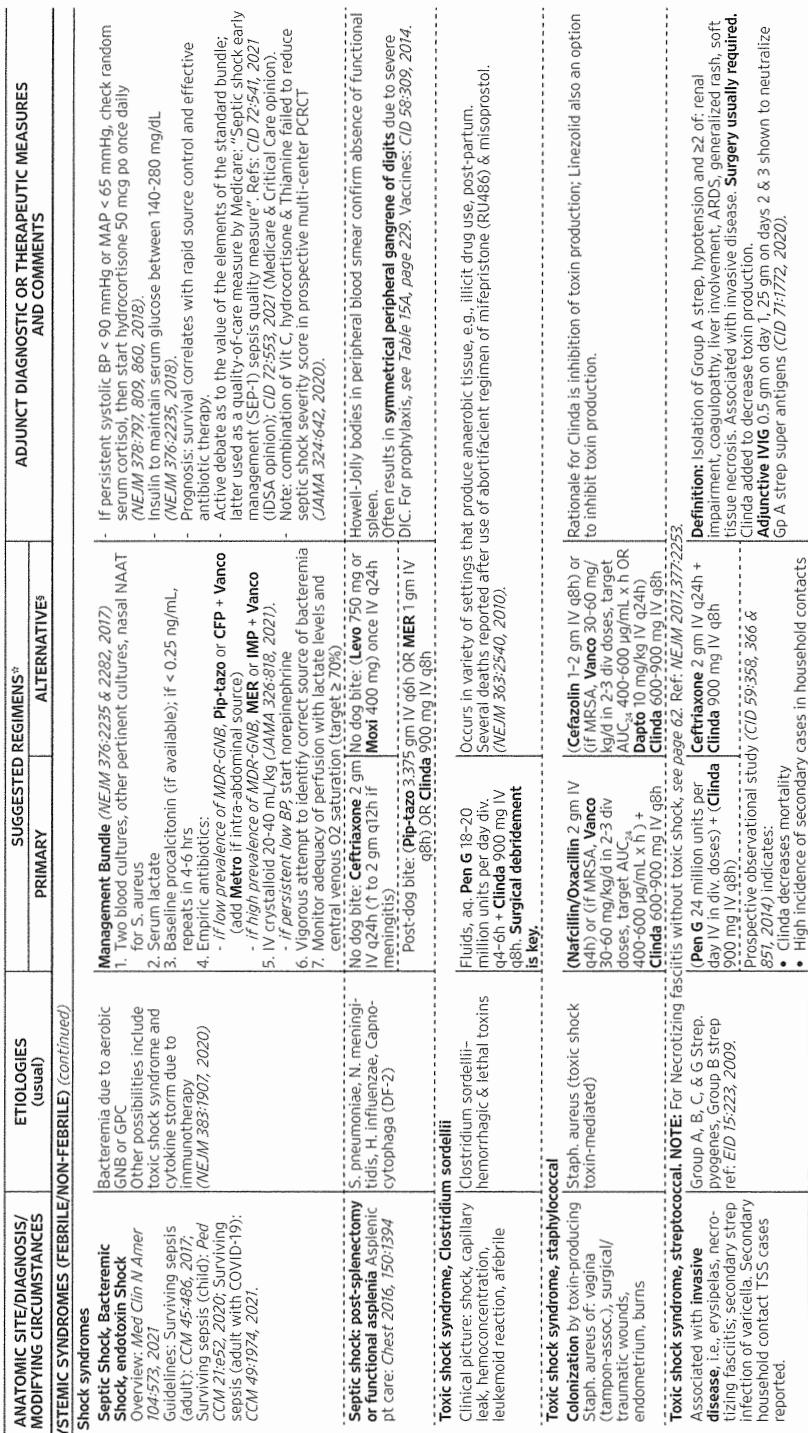 ANATOMIC SITE/DIAGNOSIS/
MODIFYING CIRCUMSTANCES
ETIOLOGIES
(usual)
SUGGESTED REGIMENS*
PRIMARY
ALTERNATIVE§
ADJUNCT DIAGNOSTIC OR THERAPEUTIC MEASURES
AND COMMENTS
YSTEMIC SYNDROMES (FEBRILE/NON-FEBRILE) (continued)
Shock syndromes
Septic Shock, Bacteremic
Shock, endotoxin Shock
Overview: Med Clin N Amer
104:573, 2021
Guidelines: Surviving sepsis
(adult): CCM 45:486, 2017;
Surviving sepsis (child): Ped
CCM 21:e52, 2020; Surviving
sepsis (adult with COVID-19):
CCM 49:1974, 2021.
Bacteremia due to aerobic
GNB or GPC
Other possibilities include
toxic shock syndrome and
cytokine storm due to
immunotherapy
(NEJM 383:1907, 2020)
Management Bundle (NEJM 376:2235 & 2282, 2017)
1. Two blood cultures, other pertinent cultures, nasal NAAT
for S. aureus
2. Serum lactate
3. Baseline procalcitonin (if available); if < 0.25 ng/mL,
repeats in 4-6 hrs
4. Empiric antibiotics:
- if low prevalence of MDR-GNB, Pip-tazo or CFP + Vanco
(add Metro if intra-abdominal source)
- if high prevalence of MDR-GNB, MER or IMP + Vanco
5. IV crystalloid 20-40 mL/kg (JAMA 326:818, 2021).
- if persistent low BP, start norepinephrine
6. Vigorous attempt to identify correct source of bacteremia
7. Monitor adequacy of perfusion with lactate levels and
central venous O2 saturation (target ≥ 70%)
- If persistent systolic BP < 90 mmHg or MAP < 65 mmHg, check random
serum cortisol, then start hydrocortisone 50 mcg po once daily
(NEJM 378:797, 809, 860, 2018).
- Insulin to maintain serum glucose between 140-280 mg/dL
(NEJM 376:2235, 2018).
- Prognosis: survival correlates with rapid source control and effective
antibiotic therapy.
- Active debate as to the value of the elements of the standard bundle;
latter used as a quality-of-care measure by Medicare: "Septic shock early
management (SEP-1) sepsis quality measure". Refs: CID 72:541, 2021
(IDSA opinion); CID 72:553, 2021 (Medicare & Critical Care opinion).
- Note: combination of Vit C, hydrocortisone & Thiamine failed to reduce
septic shock severity score in prospective multi-center PCRCT
(JAMA 324:642, 2020).
Septic shock: post-splenectomy
or functional asplenia Asplenic
pt care: Chest 2016, 150:1394
S. pneumoniae, N. meningi-
tidis, H. influenzae, Capno-
cytophaga (DF-2)
No dog bite: Ceftriaxone 2 gm
IV q24h (↑ to 2 gm q12h if
meningitis)
No dog bite: (Levo 750 mg or
Moxi 400 mg) once IV q24h
Post-dog bite: (Pip-tazo 3.375 gm IV q6h OR MER 1 gm IV
q8h) OR Clinda 900 mg IV q8h
Howell-Jolly bodies in peripheral blood smear confirm absence of functional
spleen.
Often results in symmetrical peripheral gangrene of digits due to severe
DIC. For prophylaxis, see Table 15A, page 229. Vaccines: CID 58:309, 2014.
Toxic shock syndrome, Clostridium sordellii
Clinical picture: shock, capillary
leak, hemoconcentration,
leukemoid reaction, afebrile
Clostridium sordellii–
hemorrhagic & lethal toxins
Fluids, aq. Pen G 18–20
million units per day div.
q4–6h + Clinda 900 mg IV
q8h. Surgical debridement
is key.
Occurs in variety of settings that produce anaerobic tissue, e.g., illicit drug use, post-partum.
Several deaths reported after use of abortifacient regimen of mifepristone (RU486) & misoprostol.
(NEJM 363:2540, 2010).
Toxic shock syndrome, staphylococcal
Colonization by toxin-producing
Staph. aureus of: vagina
(tampon-assoc.), surgical/
traumatic wounds,
endometrium, burns
Staph. aureus (toxic shock
toxin-mediated)
(Nafcillin/Oxacillin 2 gm IV
q4h) or (if MRSA, Vanco
30-60 mg/kg/d in 2-3 div
doses, target AUC24
400-600 µg/mL x h ) +
Clinda 600-900 mg IV q8h
(Cefazolin 1–2 gm IV q8h) or
(if MRSA, Vanco 30-60 mg/
kg/d in 2-3 div doses, target
AUC24 400-600 µg/mL x h OR
Dapto 10 mg/kg IV q24h)
Clinda 600-900 mg IV q8h
Rationale for Clinda is inhibition of toxin production; Linezolid also an option
to inhibit toxin production.
Toxic shock syndrome, streptococcal. NOTE: For Necrotizing fasciitis without toxic shock, see page 62. Ref: NEJM 2017,377:2253.
Associated with invasive
disease, i.e., erysipelas, necro-
tizing fasciitis; secondary strep
infection of varicella. Secondary
household contact TSS cases
reported.
Group A, B, C, & G Strep.
pyogenes, Group B strep
ref: EID 15:223, 2009.
(Pen G 24 million units per
day IV in div. doses) + (Clinda
900 mg IV q8h)
Ceftriaxone 2 gm IV q24h +
Clinda 900 mg IV q8h
Prospective observational study (CID 59:358, 366 &
851, 2014) indicates:
• Clinda decreases mortality
• High incidence of secondary cases in household contacts
Definition: Isolation of Group A strep, hypotension and ≥2 of: renal
impairment, coagulopathy, liver involvement, ARDS, generalized rash, soft
tissue necrosis. Associated with invasive disease. Surgery usually required.
Clinda added to decrease toxin production.
Adjunctive IVIG 0.5 gm on day 1, 25 gm on days 2 & 3 shown to neutralize
Gp A strep super antigens (CID 71:1772, 2020).